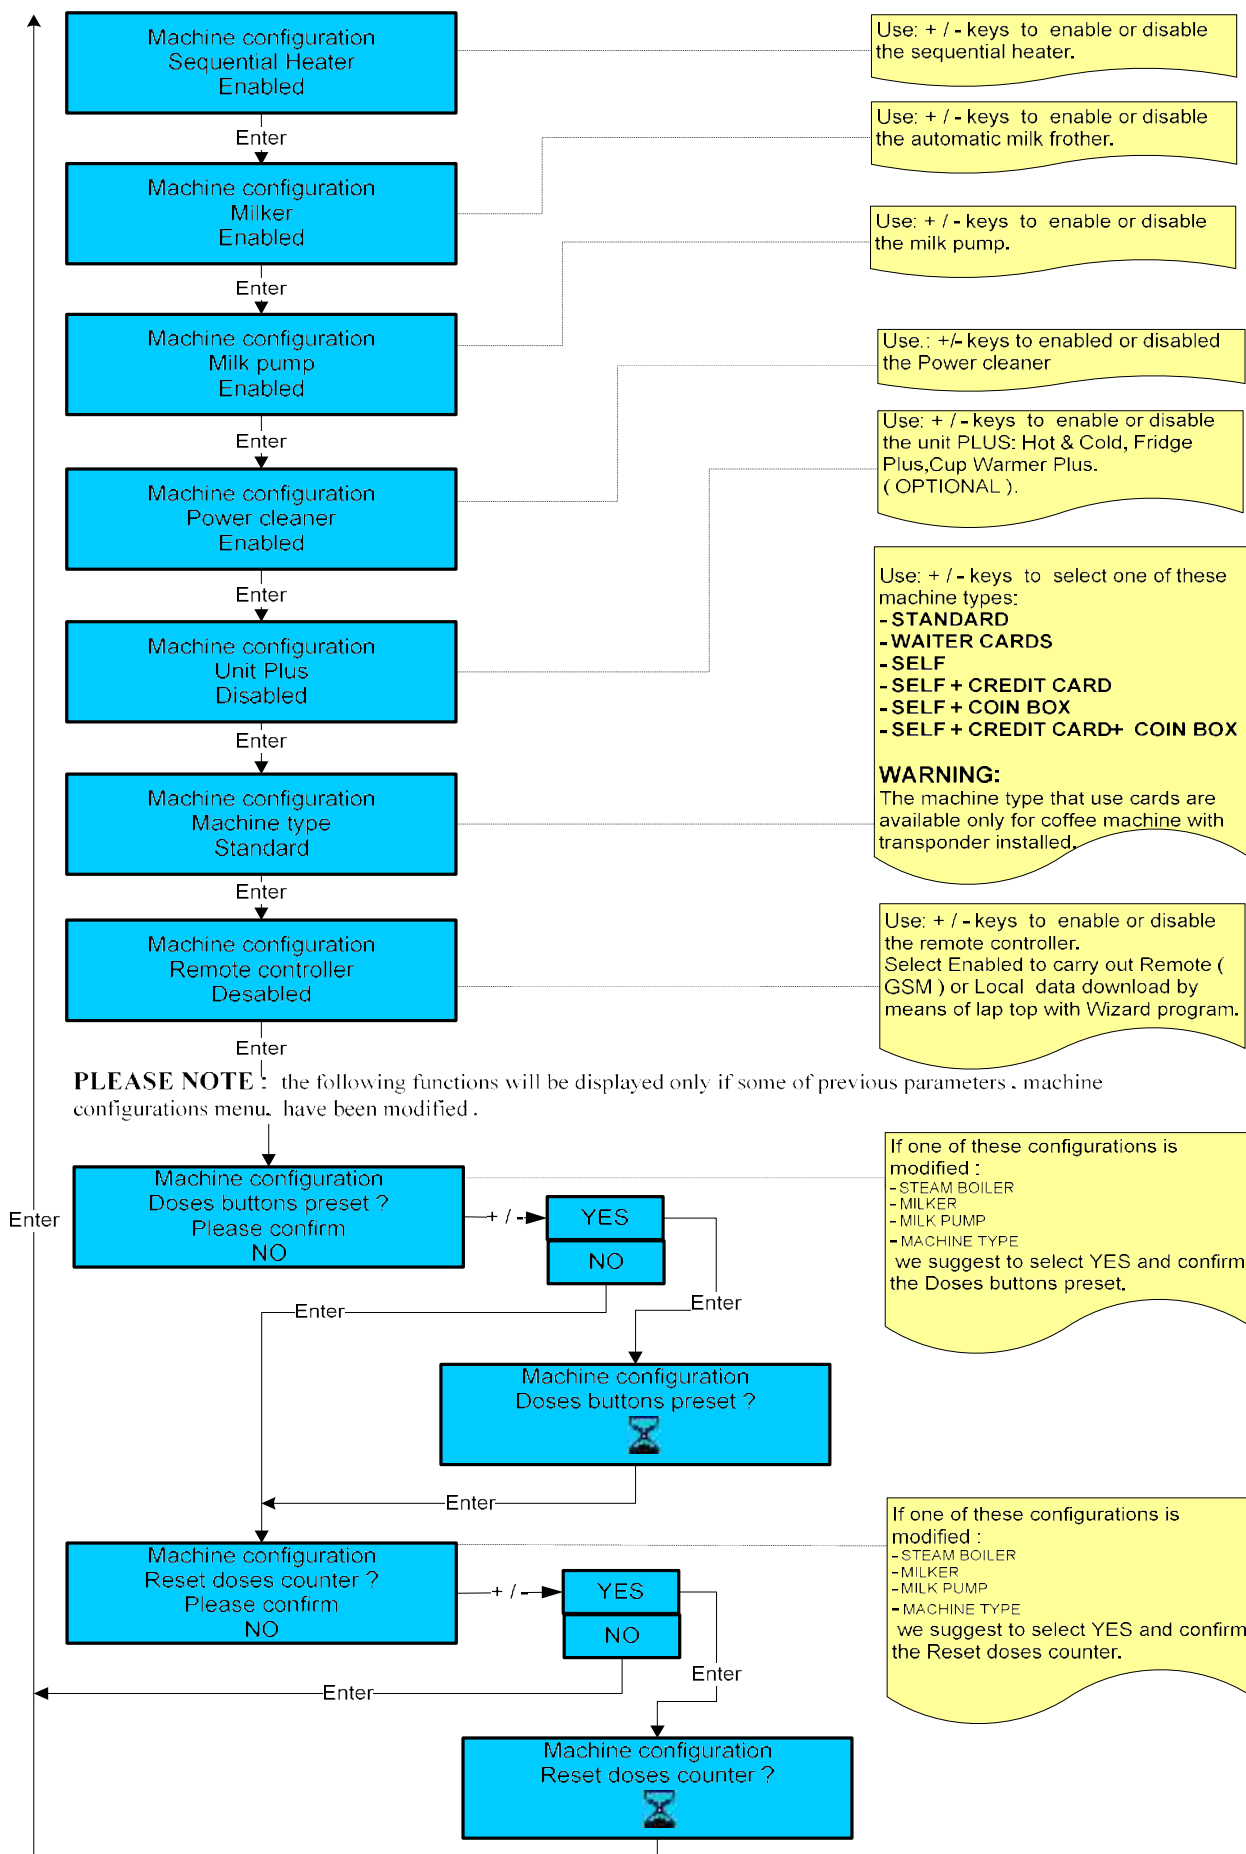 Machine configuration
Sequential Heater
Enabled
Use: + / - keys  to  enable or disable
the sequential heater.
Enter
Use: + / - keys  to  enable or disable
the automatic milk frother.
Machine configuration
Milker
Enabled
Use: + / - keys  to  enable or disable
the milk pump.
Enter
Machine configuration
Milk pump
Enabled
Use.: +/- keys to enabled or disabled
the Power cleaner
Enter
Use: + / - keys  to  enable or disable
the unit PLUS: Hot & Cold, Fridge
Plus,Cup Warmer Plus.
( OPTIONAL ).
Machine configuration
Power cleaner
Enabled
Enter
Use: + / - keys  to  select one of these
machine types:
- STANDARD
- WAITER CARDS
- SELF
- SELF + CREDIT CARD
- SELF + COIN BOX
- SELF + CREDIT CARD+  COIN BOX
WARNING:
The machine type that use cards are
available only for coffee machine with
transponder installed.
Machine configuration
Unit Plus
Disabled
Enter
Machine configuration
Machine type
Standard
Enter
Machine configuration
Remote controller
Desabled
Use: + / - keys  to  enable or disable
the remote controller.
Select Enabled to carry out Remote (
GSM ) or Local  data download by
means of lap top with Wizard program.
Enter
PLEASE NOTE :  the following functions will be displayed only if some of previous parameters , machine
configurations menu,  have been modified .
Machine configuration
Doses buttons preset ?
Please confirm
NO
+ / -
YES
NO
If one of these configurations is
modified :
- STEAM BOILER
- MILKER
- MILK PUMP
- MACHINE TYPE
we suggest to select YES and confirm
the Doses buttons preset.
Enter
Enter
Enter
Machine configuration
Doses buttons preset ?
Enter
Machine configuration
Reset doses counter ?
Please confirm
NO
+ / -
YES
NO
If one of these configurations is
modified :
- STEAM BOILER
- MILKER
- MILK PUMP
- MACHINE TYPE
we suggest to select YES and confirm
the Reset doses counter.
Enter
Enter
Machine configuration
Reset doses counter ?